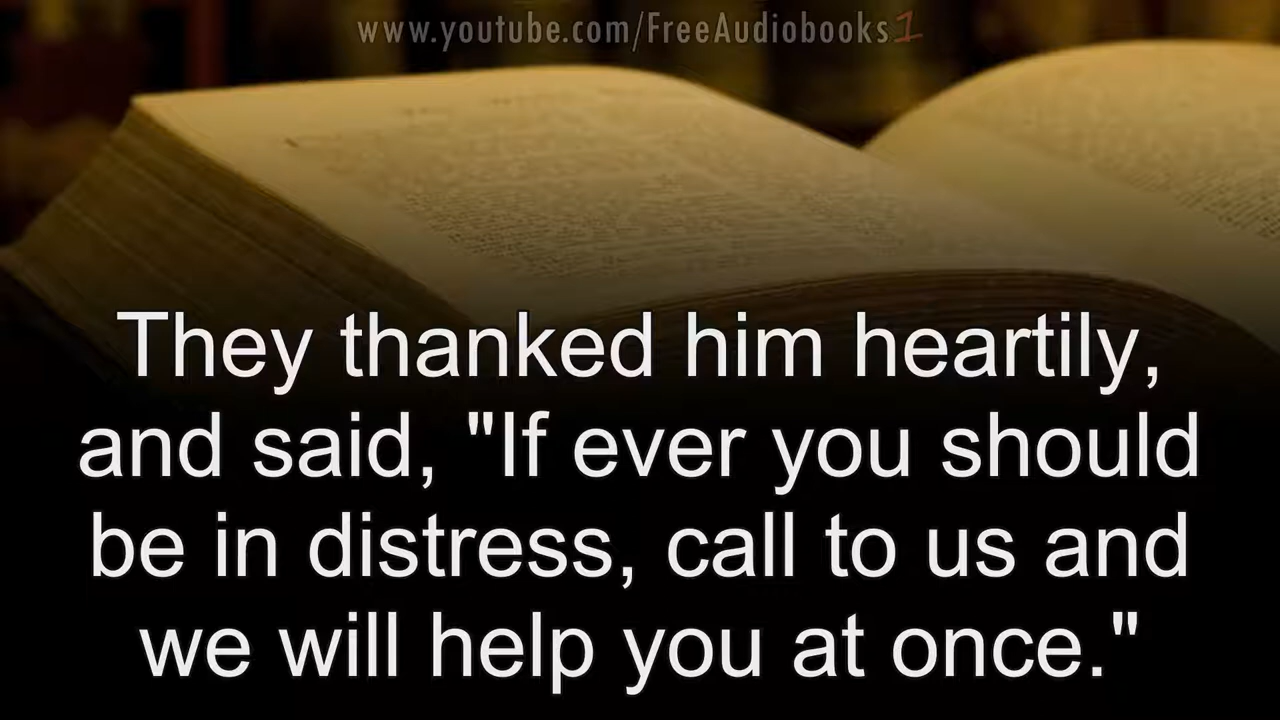 www.youtube.com/FreeAudiobooks1
They thanked him heartily,
and said, "If ever you should
be in distress, call to us and
we will help you at once."